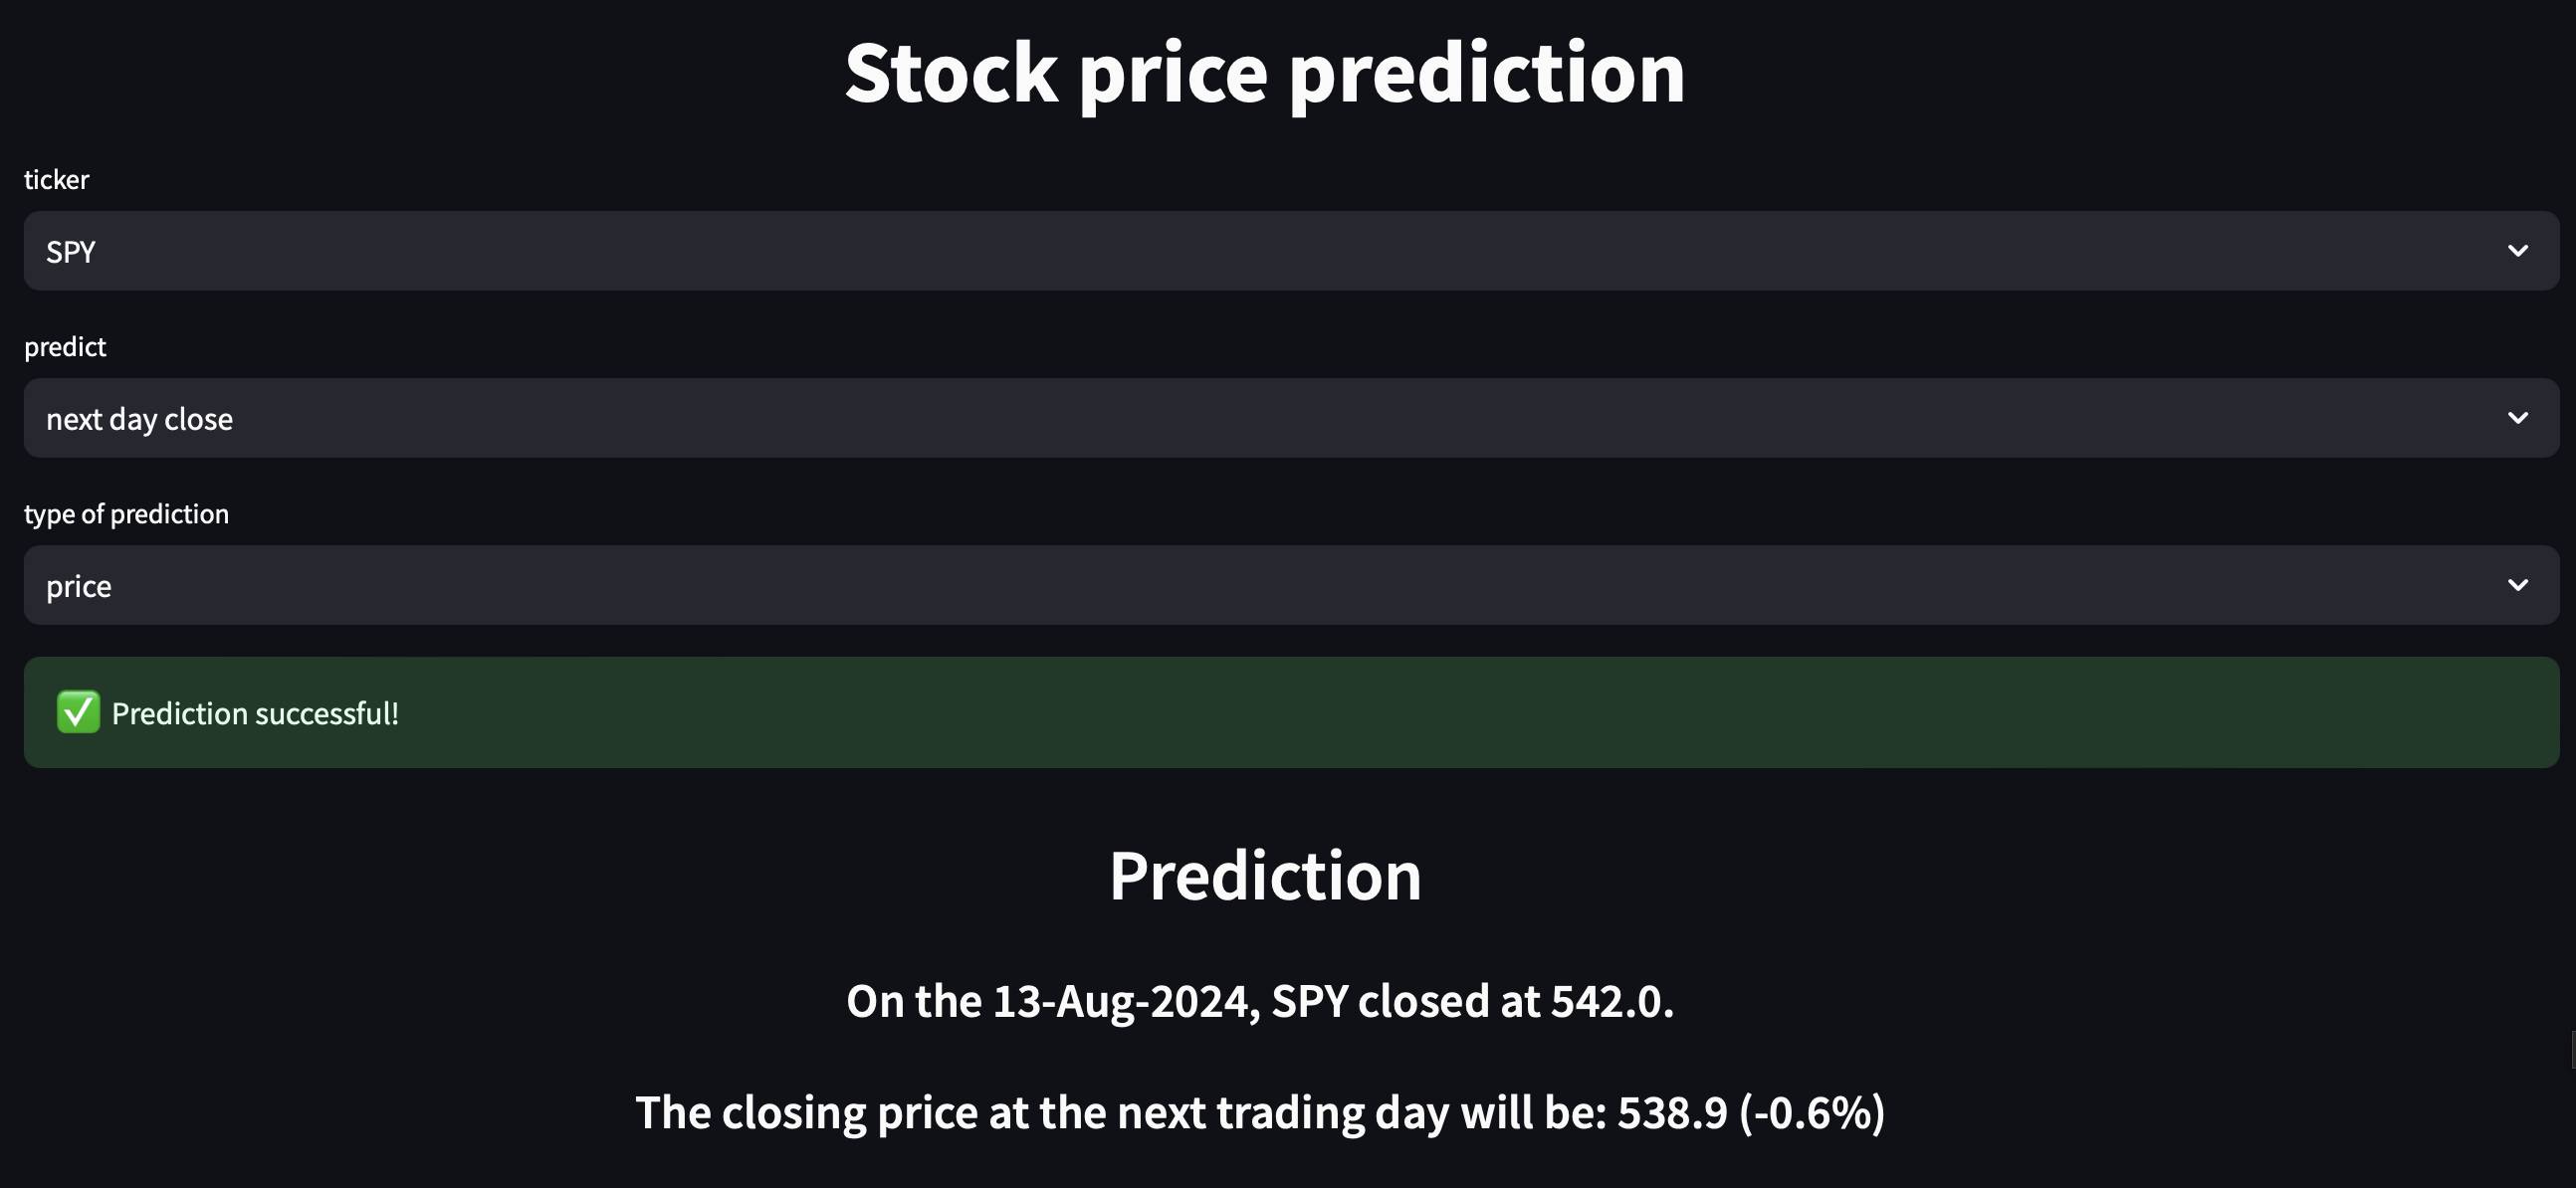 Stock price prediction
ticker
SPY
predict
next day close
type of prediction
price
✅ Prediction successful!
Prediction
On the 13-Aug-2024, SPY closed at 542.0.
The closing price at the next trading day will be: 538.9 (-0.6%)